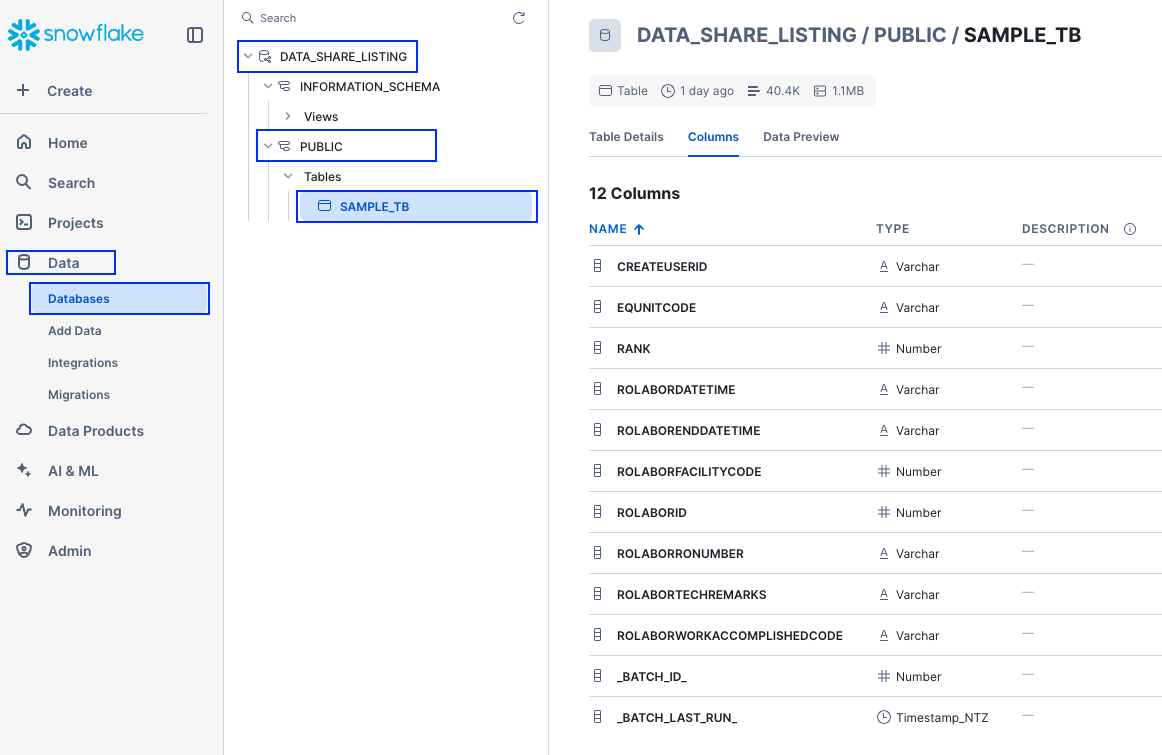 snowflake
Create
Home
Search
Projects
Data
Databases
Add Data
Integrations
Migrations
Data Products
AI & ML
Monitoring
Admin
Search
DATA_SHARE_LISTING
INFORMATION_SCHEMA
Views
PUBLIC
Tables
SAMPLE_TB
DATA_SHARE_LISTING / PUBLIC / SAMPLE_TB
Table 1 day ago 40.4K 1.1MB
Table Details Columns Data Preview
12 Columns
NAME TYPE DESCRIPTION
CREATEUSERID Varchar —
EQUNITCODE Varchar —
RANK Number —
ROLABORDATETIME Varchar —
ROLABORENDDATETIME Varchar —
ROLABORFACILITYCODE Number —
ROLABORID Number —
ROLABORRONUMBER Varchar —
ROLABORTECHREMARKS Varchar —
ROLABORWORKACCOMPLISHEDCODE Varchar —
_BATCH_ID_ Number —
_BATCH_LAST_RUN_ Timestamp_NTZ —